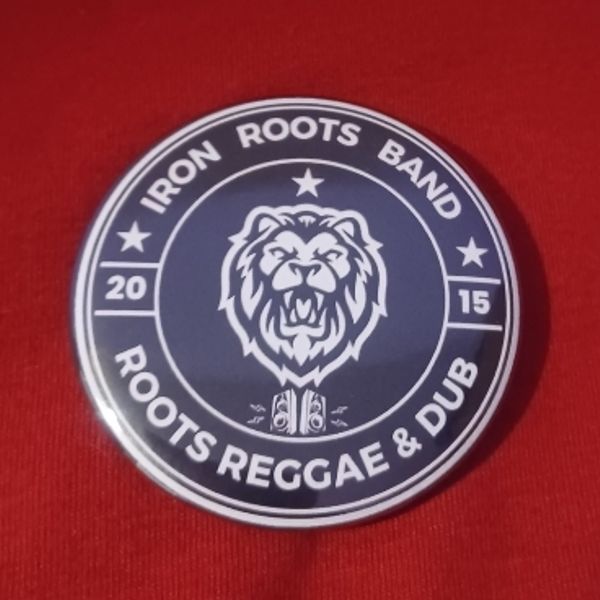 IRON ROOTS BAND
20 15
ROOTS REGGAE & DUB